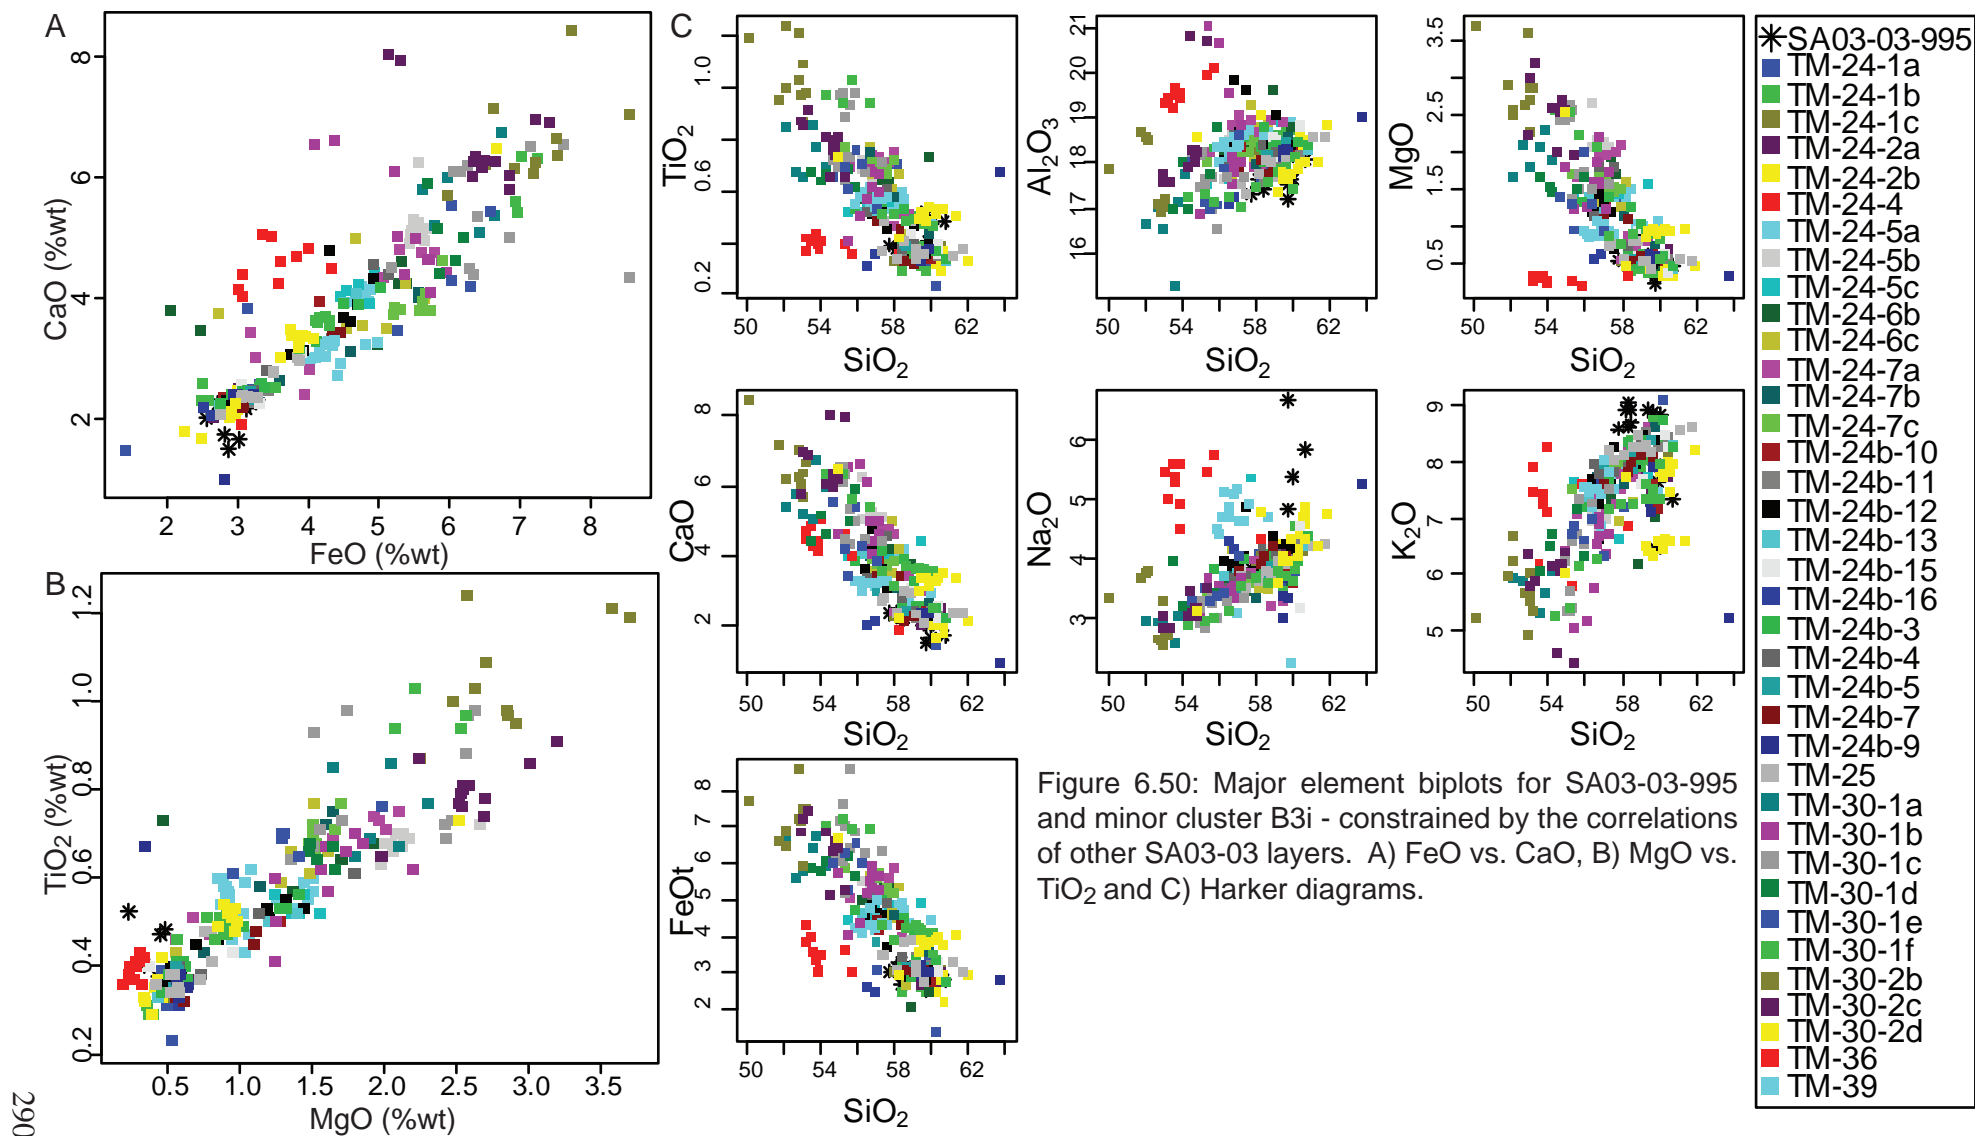 A
CaO (%wt)
8
6
4
2
2 3 4 5 6 7 8
FeO (%wt)
B
TiO2 (%wt)
1.2
1.0
0.8
0.6
0.4
0.2
0.5 1.0 1.5 2.0 2.5 3.0 3.5
MgO (%wt)
C
TiO2
1.0
0.6
0.2
50 54 58 62
SiO2
Al2O3
21
20
19
18
17
16
50 54 58 62
SiO2
MgO
3.5
2.5
1.5
0.5
50 54 58 62
SiO2
CaO
8
6
4
2
50 54 58 62
SiO2
Na2O
6
5
4
3
50 54 58 62
SiO2
K2O
9
8
7
6
5
50 54 58 62
SiO2
FeOt
8
7
6
5
4
3
2
50 54 58 62
SiO2
SA03-03-995
TM-24-1a
TM-24-1b
TM-24-1c
TM-24-2a
TM-24-2b
TM-24-4
TM-24-5a
TM-24-5b
TM-24-5c
TM-24-6b
TM-24-6c
TM-24-7a
TM-24-7b
TM-24-7c
TM-24b-10
TM-24b-11
TM-24b-12
TM-24b-13
TM-24b-15
TM-24b-16
TM-24b-3
TM-24b-4
TM-24b-5
TM-24b-7
TM-24b-9
TM-25
TM-30-1a
TM-30-1b
TM-30-1c
TM-30-1d
TM-30-1e
TM-30-1f
TM-30-2b
TM-30-2c
TM-30-2d
TM-36
TM-39
Figure 6.50: Major element biplots for SA03-03-995
and minor cluster B3i - constrained by the correlations
of other SA03-03 layers. A) FeO vs. CaO, B) MgO vs.
TiO2 and C) Harker diagrams.
290